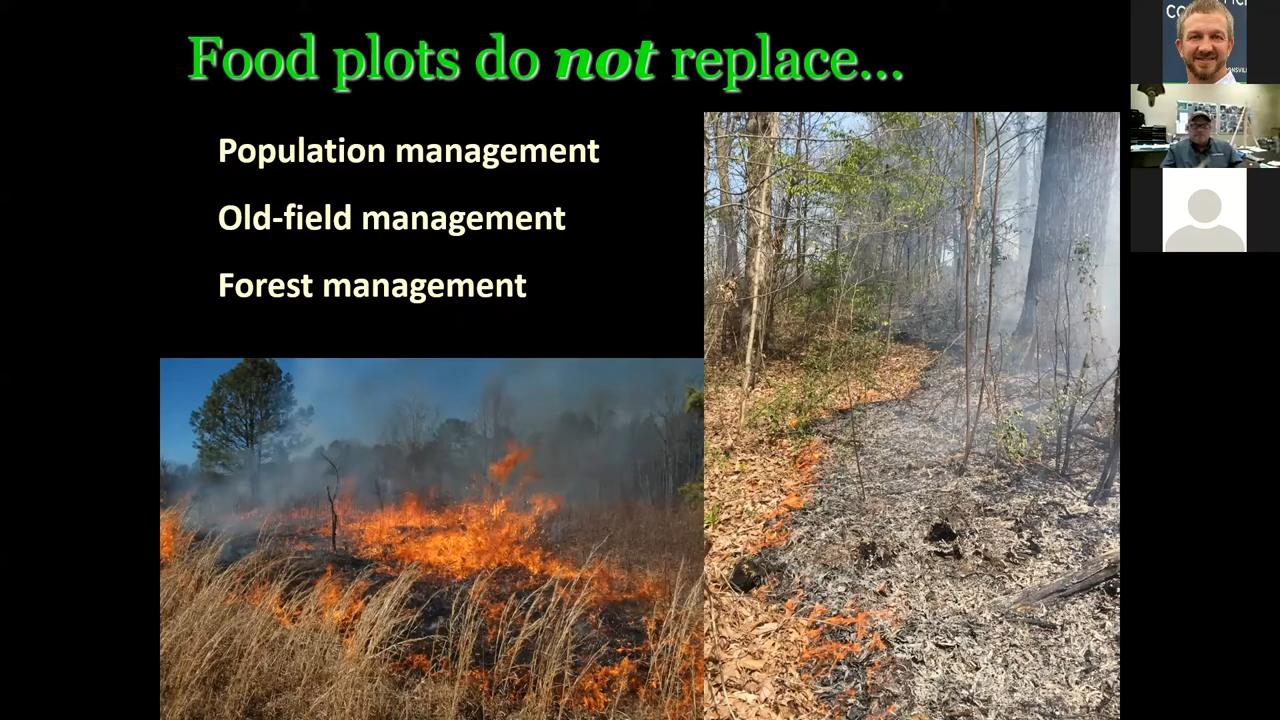 Food plots do not replace...
Population management
Old-field management
Forest management